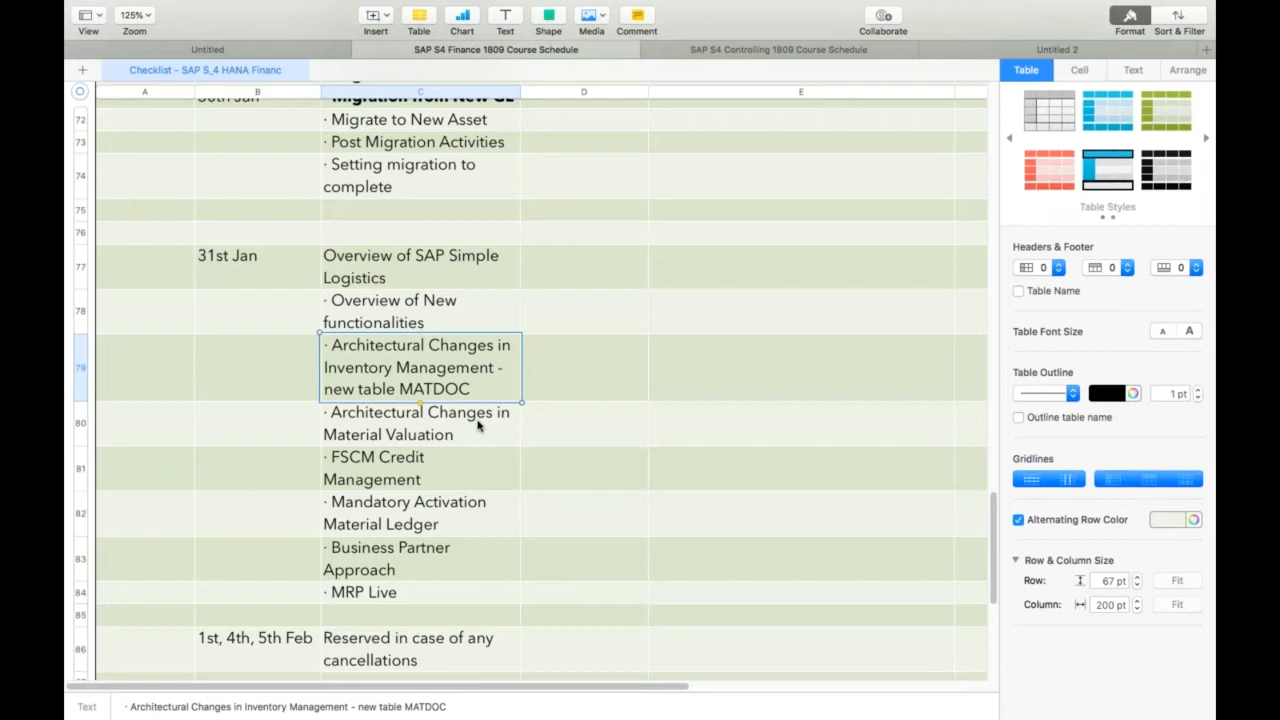 View
125%
Zoom
Insert
Table
Chart
Text
Shape
Media
Comment
Collaborate
Format
Sort & Filter
Untitled
SAP S4 Finance 1809 Course Schedule
SAP S4 Controlling 1809 Course Schedule
Untitled 2
+
+
Checklist - SAP S_4 HANA Financ
Table
Cell
Text
Arrange
A
B
C
D
E
30th Jan
· Migration from New GL
72
· Migrate to New Asset
73
· Post Migration Activities
74
· Setting migration to
complete
75
76
77
31st Jan
Overview of SAP Simple
Logistics
78
· Overview of New
functionalities
79
· Architectural Changes in
Inventory Management -
new table MATDOC
80
· Architectural Changes in
Material Valuation
81
· FSCM Credit
Management
82
· Mandatory Activation
Material Ledger
83
· Business Partner
Approach
84
· MRP Live
85
86
1st, 4th, 5th Feb
Reserved in case of any
cancellations
Table Styles
Headers & Footer
0
0
0
Table Name
Table Font Size
A
A
Table Outline
1 pt
Outline table name
Gridlines
Alternating Row Color
Row & Column Size
Row:
67 pt
Fit
Column:
200 pt
Fit
Text
· Architectural Changes in Inventory Management - new table MATDOC